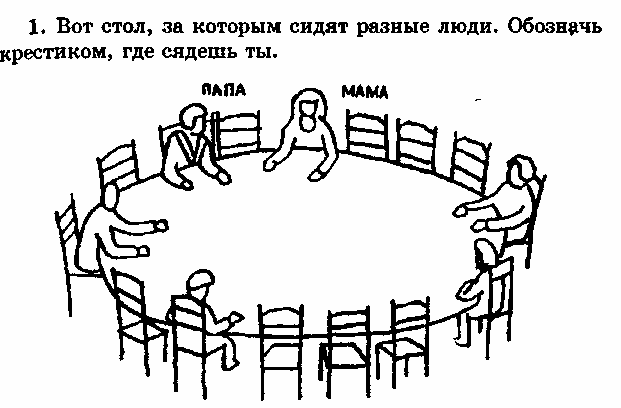 1. Вот стол, за которым сидят разные люди. Обозначь
крестиком, где сядешь ты.
ПАПА МАМА